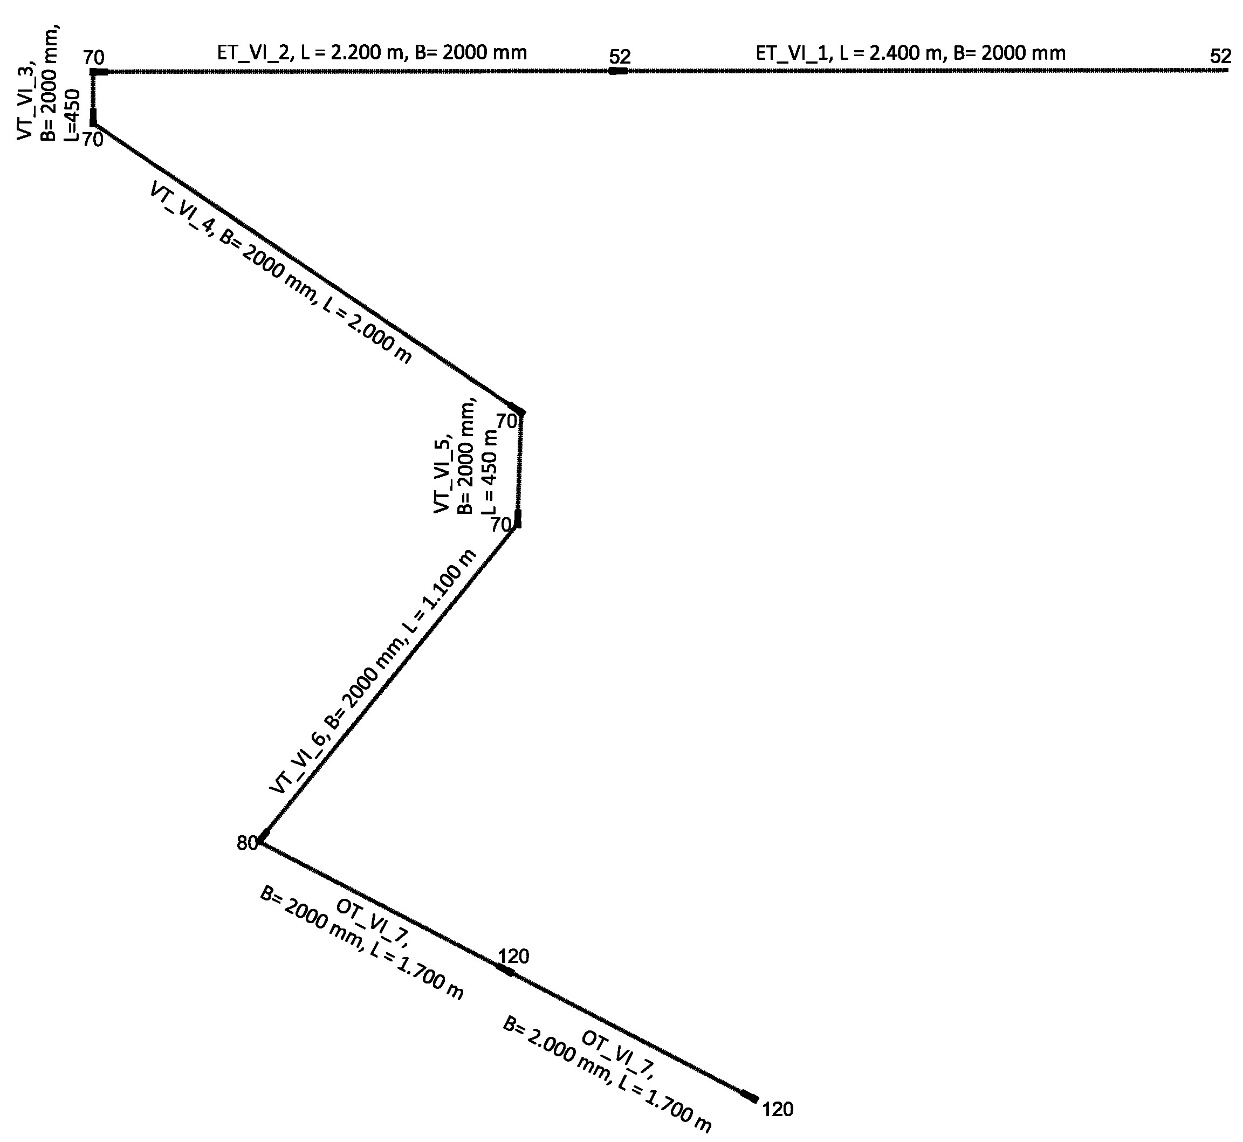 70
ET_VI_2, L = 2.200 m, B= 2000 mm
52
ET_VI_1, L = 2.400 m, B= 2000 mm
52
VT_VI_3,
B= 2000 mm,
L=450
70
VT_VI_4, B= 2000 mm, L = 2.000 m
70
VT_VI_5,
B= 2000 mm,
L = 450 m
70
VT_VI_6, B= 2000 mm, L = 1.100 m
80
OT_VI_7,
B= 2000 mm, L = 1.700 m
120
OT_VI_7,
B= 2.000 mm, L = 1.700 m
120